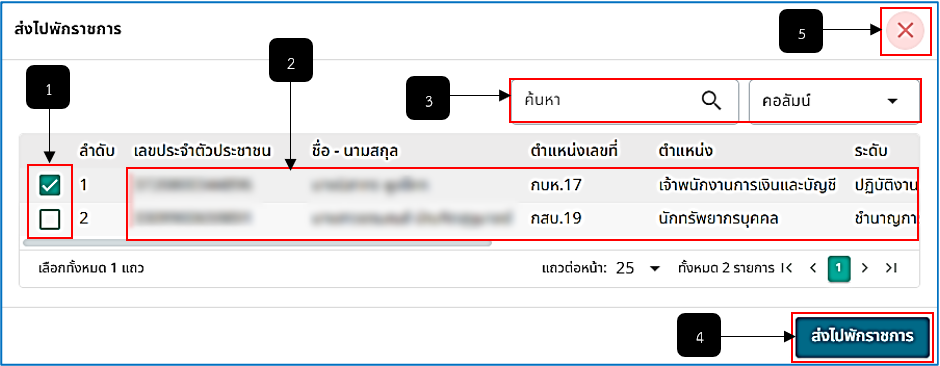 ส่งไปพักราชการ
5
2
1
3
ค้นหา
คอลัมน์
ลำดับ เลขประจำตัวประชาชน ชื่อ - นามสกุล ตำแหน่งเลขที่ ตำแหน่ง ระดับ
1 กบห.17 เจ้าพนักงานการเงินและบัญชี ปฏิบัติงาน
2 กสบ.19 นักทรัพยากรบุคคล ชำนาญกา
เลือกทั้งหมด 1 แถว แถวต่อหน้า: 25 ทั้งหมด 2 รายการ 1
4
ส่งไปพักราชการ